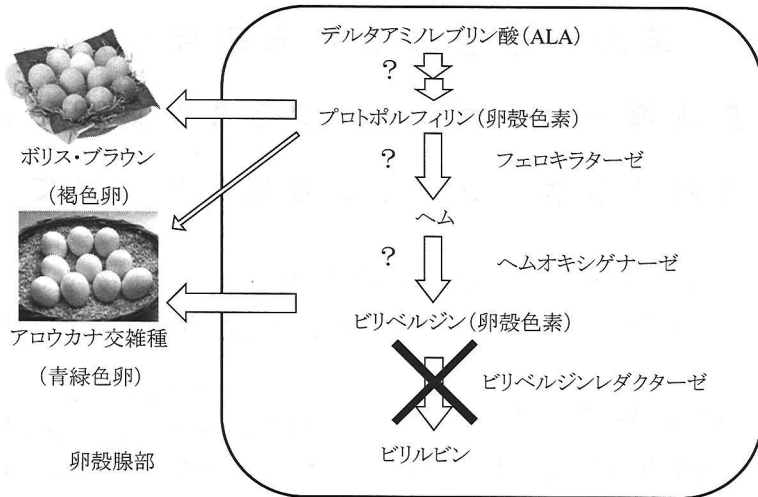 デルタアミノレブリン酸(ALA)
?
プロトポルフィリン(卵殻色素)
? フェロキラターゼ
ヘム
? ヘムオキシゲナーゼ
ビリベルジン(卵殻色素)
ビリベルジンレダクターゼ
ビリルビン
ボリス・ブラウン
(褐色卵)
アロウカナ交雑種
(青緑色卵)
卵殻腺部